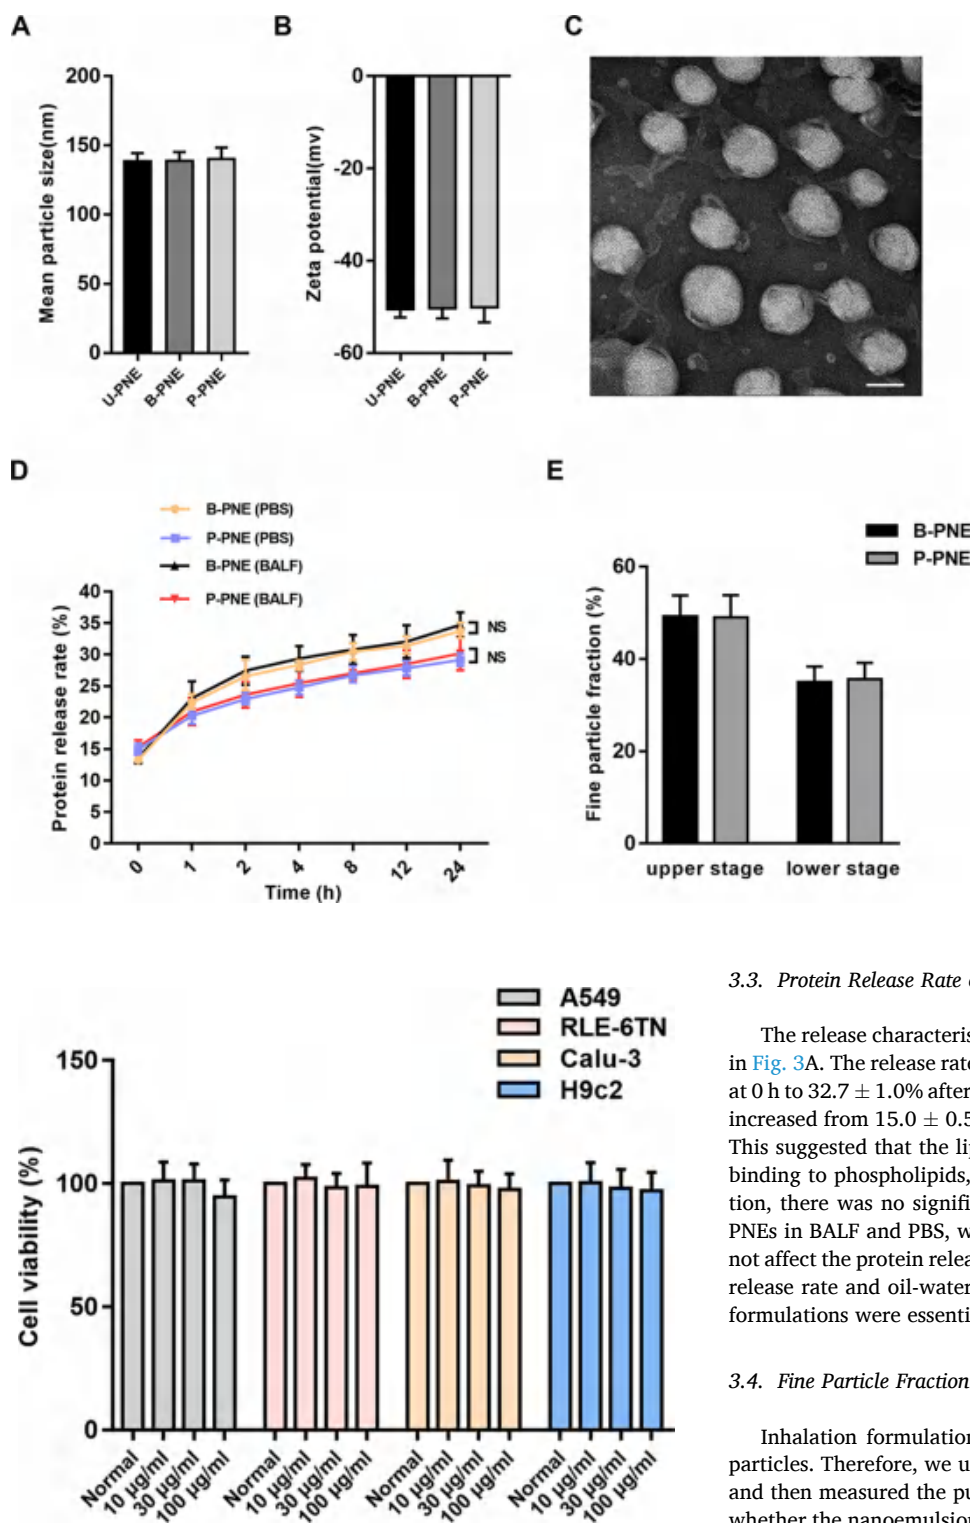 A
B
C
200
150
100
50
0
Mean particle size(nm)
U-PNE
B-PNE
P-PNE
0
-20
-40
-60
Zeta potential(mv)
U-PNE
B-PNE
P-PNE
D
E
B-PNE (PBS)
P-PNE (PBS)
B-PNE (BALF)
P-PNE (BALF)
40
35
30
25
20
15
10
5
0
Protein release rate (%)
NS
NS
0
1
2
4
8
12
24
Time (h)
B-PNE
P-PNE
60
40
20
0
Fine particle fraction (%)
upper stage
lower stage
A549
RLE-6TN
Calu-3
H9c2
150
100
50
0
Cell viability (%)
Normal
10 μg/ml
30 μg/ml
100 μg/ml
Normal
10 μg/ml
30 μg/ml
100 μg/ml
Normal
10 μg/ml
30 μg/ml
100 μg/ml
Normal
10 μg/ml
30 μg/ml
100 μg/ml
3.3. Protein Release Rate
The release characteris
in Fig. 3A. The release rate
at 0 h to 32.7 ± 1.0% after
increased from 15.0 ± 0.5
This suggested that the li
binding to phospholipids,
tion, there was no signifi
PNEs in BALF and PBS, w
not affect the protein relea
release rate and oil-water
formulations were essenti
3.4. Fine Particle Fraction
Inhalation formulation
particles. Therefore, we u
and then measured the pu
whether the nanoemulsion